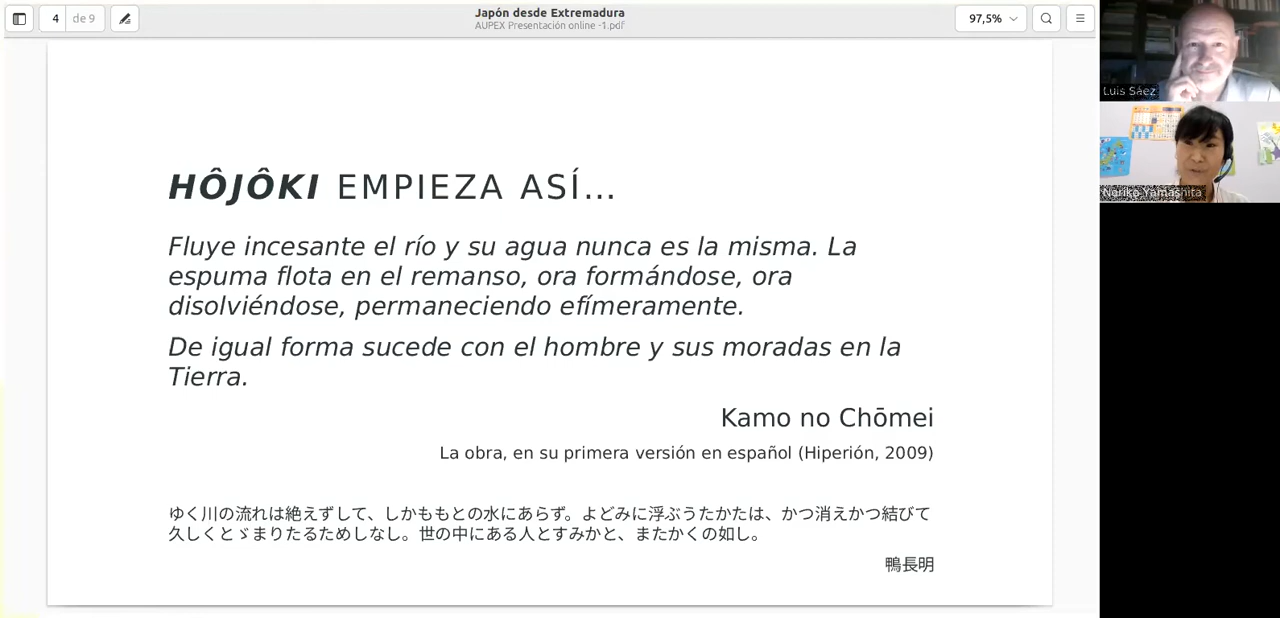 4 de 9
Japón desde Extremadura
AUPEX Presentación online -1.pdf
97,5%
Luis Sáez
Noriko Yamashita
HÔJÔKI EMPIEZA ASÍ...
Fluye incesante el río y su agua nunca es la misma. La
espuma flota en el remanso, ora formándose, ora
disolviéndose, permaneciendo efímeramente.
De igual forma sucede con el hombre y sus moradas en la
Tierra.
Kamo no Chōmei
La obra, en su primera versión en español (Hiperión, 2009)
ゆく川の流れは絶えずして、しかももとの水にあらず。よどみに浮ぶうたかたは、かつ消えかつ結びて
久しくとゞまりたるためしなし。世の中にある人とすみかと、またかくの如し。
鴨長明